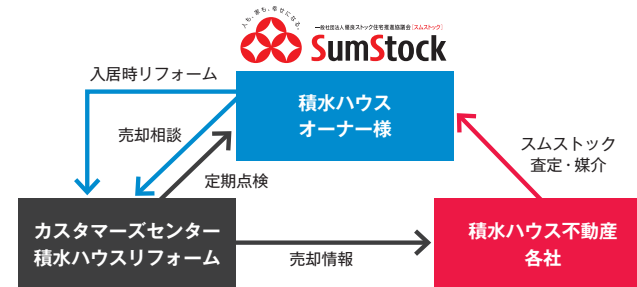 人も、家も、幸せになる。
一般社団法人優良ストック住宅推進協議会[スムストック]
SumStock
入居時リフォーム
積水ハウス
オーナー様
売却相談
定期点検
スムストック
査定・媒介
カスタマーズセンター
積水ハウスリフォーム
売却情報
積水ハウス不動産
各社